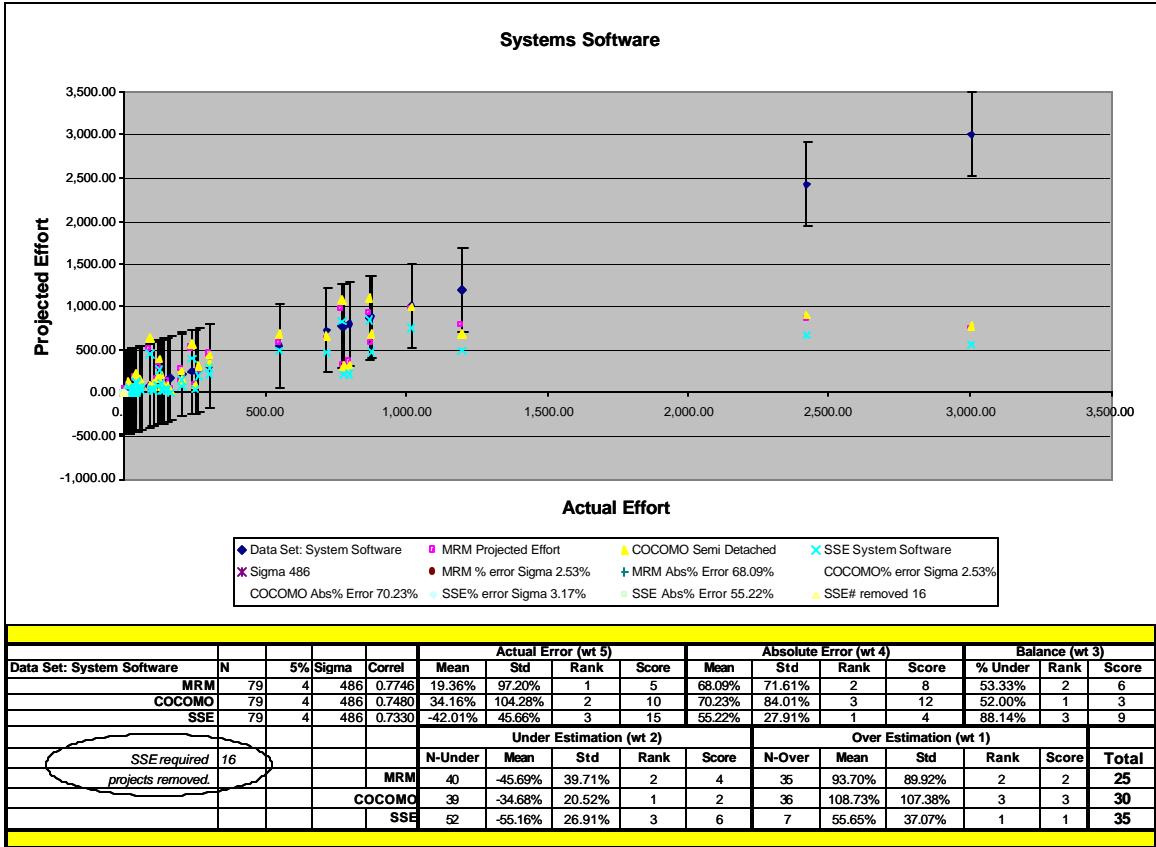 Systems Software
3,500.00
3,000.00
2,500.00
2,000.00
1,500.00
1,000.00
500.00
0.00
-500.00
-1,000.00
Projected Effort
0. 500.00 1,000.00 1,500.00 2,000.00 2,500.00 3,000.00 3,500.00
Actual Effort
Data Set: System Software MRM Projected Effort COCOMO Semi Detached SSE System Software
Sigma 486 MRM % error Sigma 2.53% MRM Abs% Error 68.09% COCOMO% error Sigma 2.53%
COCOMO Abs% Error 70.23% SSE% error Sigma 3.17% SSE Abs% Error 55.22% SSE# removed 16
Actual Error (wt 5) Absolute Error (wt 4) Balance (wt 3)
Data Set: System Software N 5% Sigma Correl Mean Std Rank Score Mean Std Rank Score % Under Rank Score
MRM 79 4 486 0.7746 19.36% 97.20% 1 5 68.09% 71.61% 2 8 53.33% 2 6
COCOMO 79 4 486 0.7480 34.16% 104.28% 2 10 70.23% 84.01% 3 12 52.00% 1 3
SSE 79 4 486 0.7330 -42.01% 45.66% 3 15 55.22% 27.91% 1 4 88.14% 3 9
Under Estimation (wt 2) Over Estimation (wt 1)
SSE required 16 N-Under Mean Std Rank Score N-Over Mean Std Rank Score Total
projects removed. MRM 40 -45.69% 39.71% 2 4 35 93.70% 89.92% 2 2 25
COCOMO 39 -34.68% 20.52% 1 2 36 108.73% 107.38% 3 3 30
SSE 52 -55.16% 26.91% 3 6 7 55.65% 37.07% 1 1 35